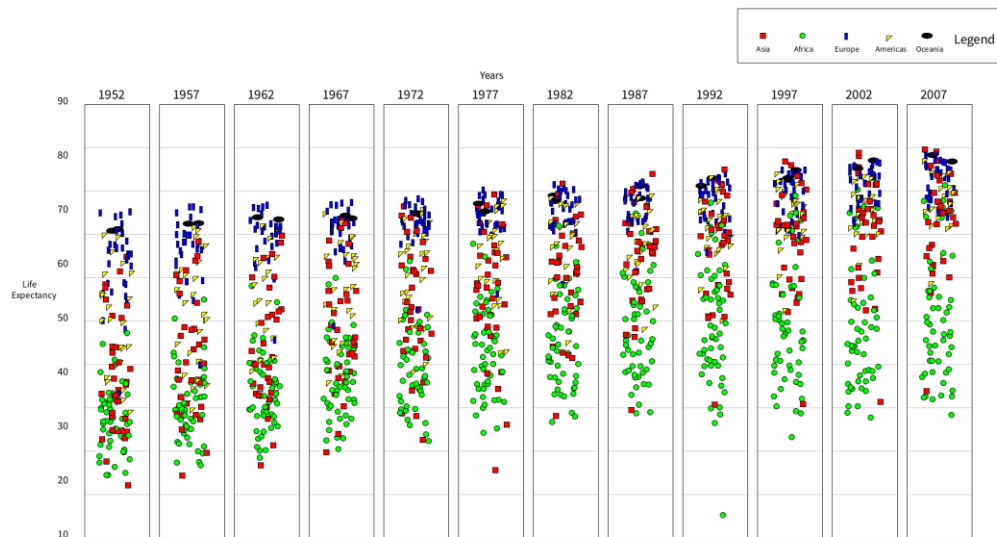 Legend
Asia Africa Europe Americas Oceania
Years
1952 1957 1962 1967 1972 1977 1982 1987 1992 1997 2002 2007
90
80
70
60
Life
Expectancy
50
40
30
20
10